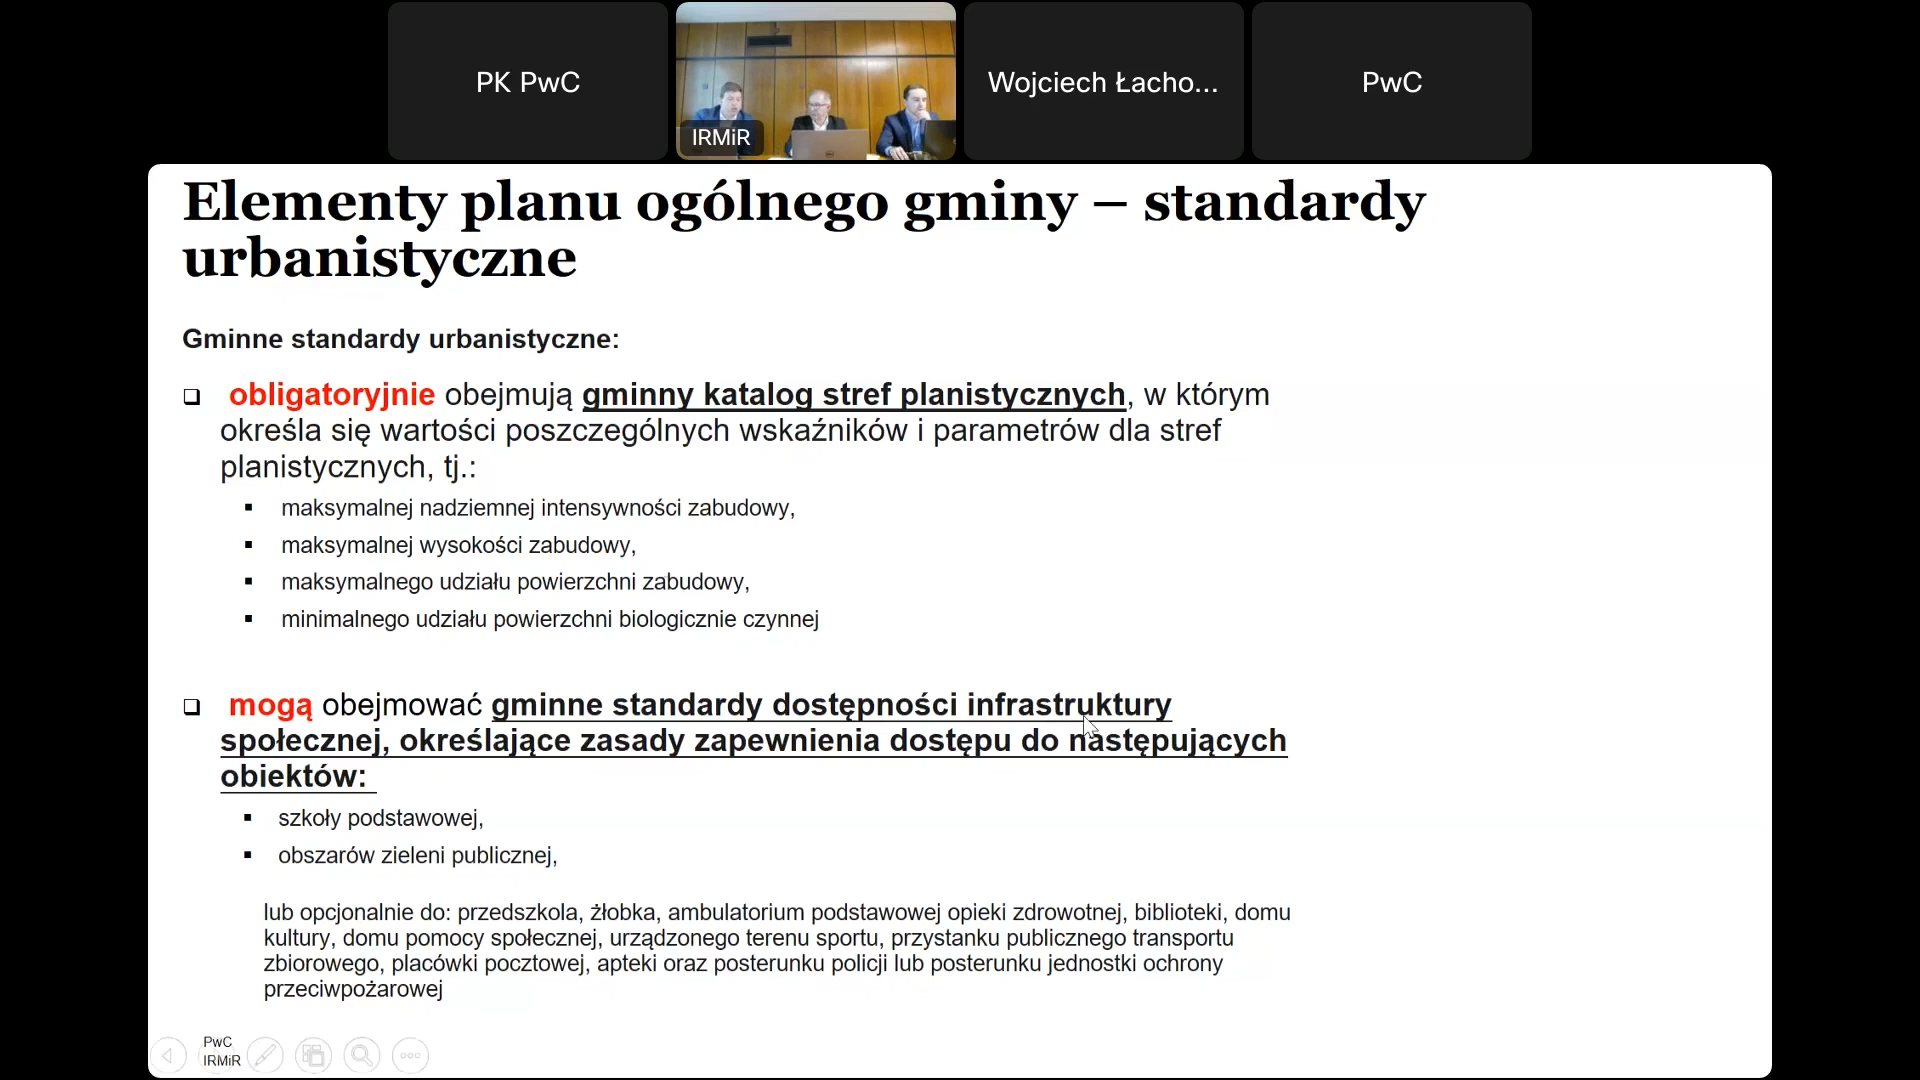 PK PwC
IRMiR
Wojciech Łacho...
PwC
Elementy planu ogólnego gminy – standardy
urbanistyczne
Gminne standardy urbanistyczne:
obligatoryjnie obejmują gminny katalog stref planistycznych, w którym
określa się wartości poszczególnych wskaźników i parametrów dla stref
planistycznych, tj.:
maksymalnej nadziemnej intensywności zabudowy,
maksymalnej wysokości zabudowy,
maksymalnego udziału powierzchni zabudowy,
minimalnego udziału powierzchni biologicznie czynnej
mogą obejmować gminne standardy dostępności infrastruktury
społecznej, określające zasady zapewnienia dostępu do następujących
obiektów:
szkoły podstawowej,
obszarów zieleni publicznej,
lub opcjonalnie do: przedszkola, żłobka, ambulatorium podstawowej opieki zdrowotnej, biblioteki, domu
kultury, domu pomocy społecznej, urządzonego terenu sportu, przystanku publicznego transportu
zbiorowego, placówki pocztowej, apteki oraz posterunku policji lub posterunku jednostki ochrony
przeciwpożarowej
PwC
IRMiR